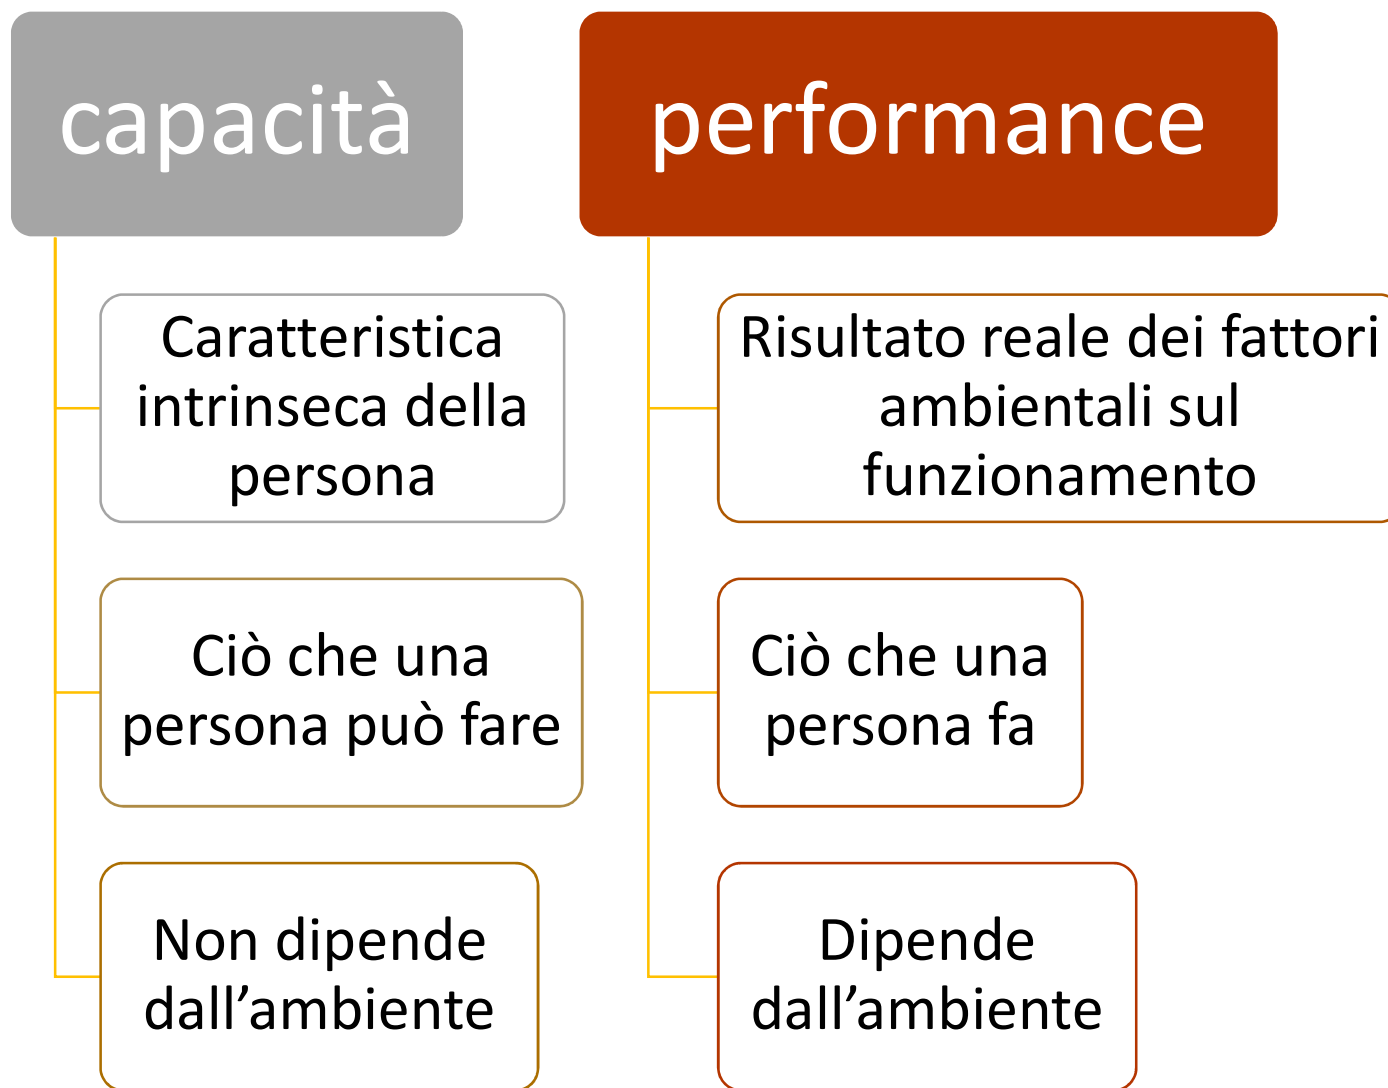 capacità
Caratteristica
intrinseca della
persona
Ciò che una
persona può fare
Non dipende
dall’ambiente
performance
Risultato reale dei fattori
ambientali sul
funzionamento
Ciò che una
persona fa
Dipende
dall’ambiente